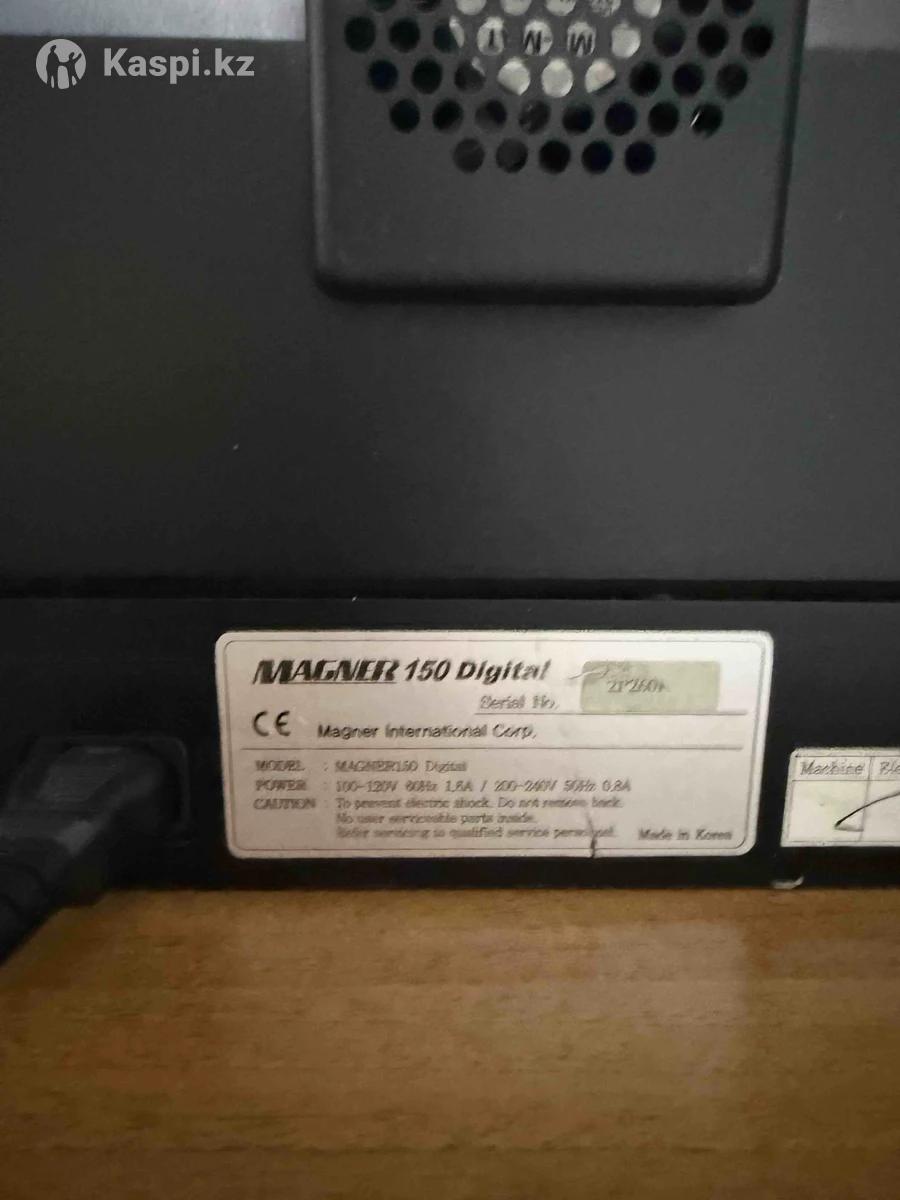 Kaspi.kz
MAGNER 150 Digital
Serial No.
CE Magner International Corp.
MODEL : MAGNER150 Digital
POWER : 100-120V 60Hz 1.6A / 200-240V 50Hz 0.8A
CAUTION : To prevent electric shock. Do not remove back.
No user serviceable parts inside.
Refer servicing to qualified service personnel. Made in Korea
Machine